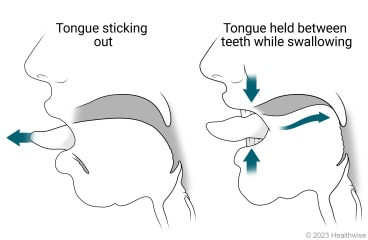 Tongue sticking
out
Tongue held between
teeth while swallowing
© 2023 Healthwise